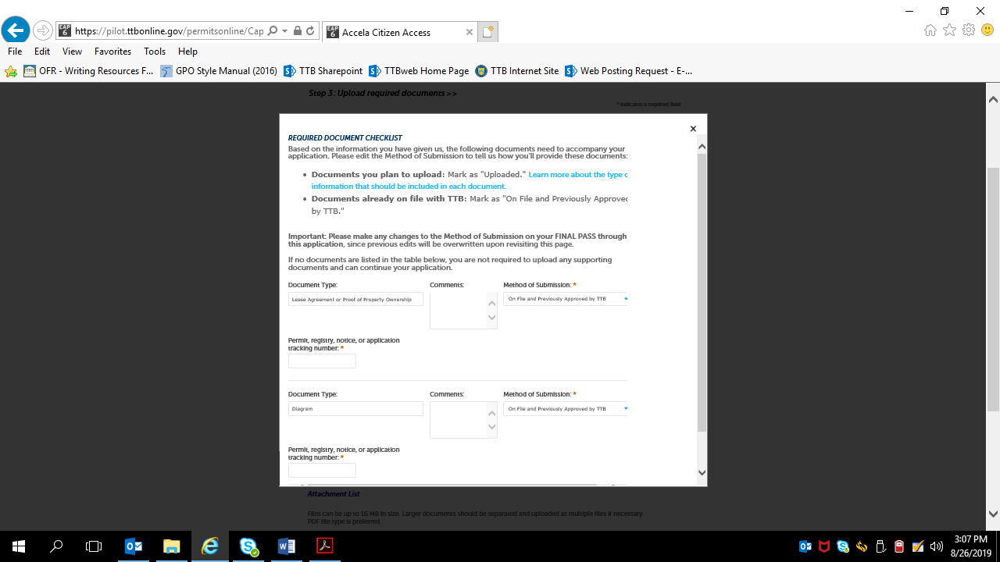 https://pilot.ttbonline.gov/permitsonline/Cap
Accela Citizen Access
File Edit View Favorites Tools Help
OFR - Writing Resources F... GPO Style Manual (2016) TTB Sharepoint TTBweb Home Page TTB Internet Site Web Posting Request - E-...
Step 3: Upload required documents >>
* indicates a required field
×
REQUIRED DOCUMENT CHECKLIST
Based on the information you have given us, the following documents need to accompany your
application. Please edit the Method of Submission to tell us how you'll provide these documents:
• Documents you plan to upload: Mark as "Uploaded." Learn more about the type o
information that should be included in each document.
• Documents already on file with TTB: Mark as "On File and Previously Approved
by TTB."
Important: Please make any changes to the Method of Submission on your FINAL PASS through
this application, since previous edits will be overwritten upon revisiting this page.
If no documents are listed in the table below, you are not required to upload any supporting
documents and can continue your application.
Document Type: Comments: Method of Submission: *
Lease Agreement or Proof of Property Ownership On File and Previously Approved by TTB
Permit, registry, notice, or application
tracking number: *
Document Type: Comments: Method of Submission: *
Diagram On File and Previously Approved by TTB
Permit, registry, notice, or application
tracking number: *
Attachment List
Files can be up to 16 MB in size. Larger documents should be separated and uploaded as multiple files if necessary.
PDF file type is preferred.
3:07 PM
8/26/2019